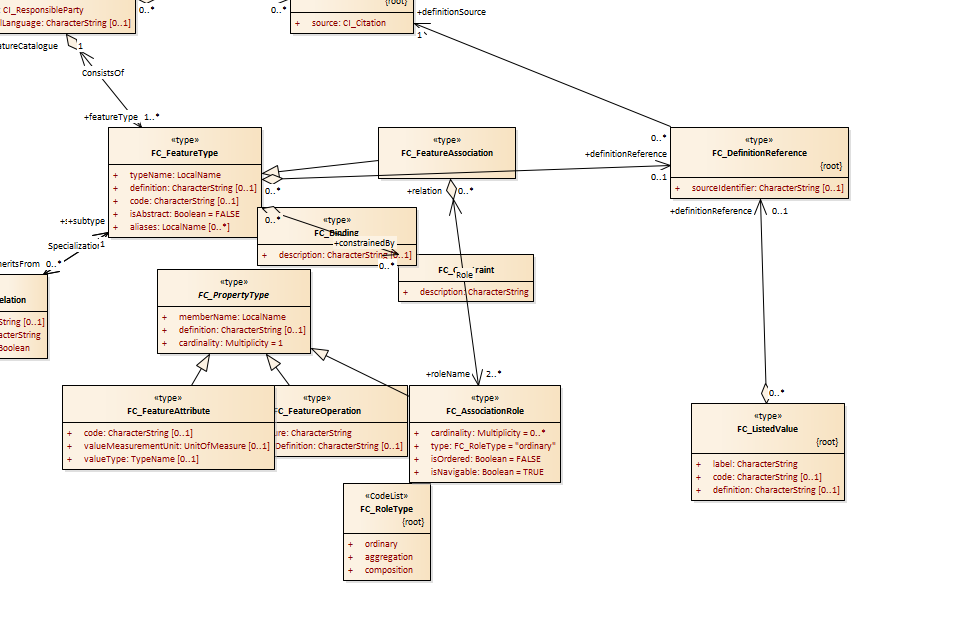 CI_ResponsibleParty
Language: CharacterString [0..1]
0..*
0..*
{root}
+ source: CI_Citation
+definitionSource
1
1
ConsistsOf
+featureType 1..*
«type»
FC_FeatureType
+ typeName: LocalName
+ definition: CharacterString [0..1]
+ code: CharacterString [0..1]
+ isAbstract: Boolean = FALSE
+ aliases: LocalName [0..*]
«type»
FC_FeatureAssociation
0..*
+definitionReference
0..1
«type»
FC_DefinitionReference
{root}
+ sourceIdentifier: CharacterString [0..1]
0..*
+relation
0..*
+definitionReference
0..1
+subtype
Specialization
1
0..*
0..*
«type»
FC_Binding
+constrainedBy
+ description: CharacterString [0..1]
0..*
Role
+ description: CharacterString
«type»
FC_PropertyType
+ memberName: LocalName
+ definition: CharacterString [0..1]
+ cardinality: Multiplicity = 1
String [0..1]
Boolean
+roleName
2..*
«type»
FC_FeatureAttribute
+ code: CharacterString [0..1]
+ valueMeasurementUnit: UnitOfMeasure [0..1]
+ valueType: TypeName [0..1]
«type»
FC_FeatureOperation
CharacterString
Definition: CharacterString [0..1]
«type»
FC_AssociationRole
+ cardinality: Multiplicity = 0..*
+ type: FC_RoleType = "ordinary"
+ isOrdered: Boolean = FALSE
+ isNavigable: Boolean = TRUE
0..*
«type»
FC_ListedValue
{root}
+ label: CharacterString
+ code: CharacterString [0..1]
+ definition: CharacterString [0..1]
«CodeList»
FC_RoleType
{root}
+ ordinary
+ aggregation
+ composition